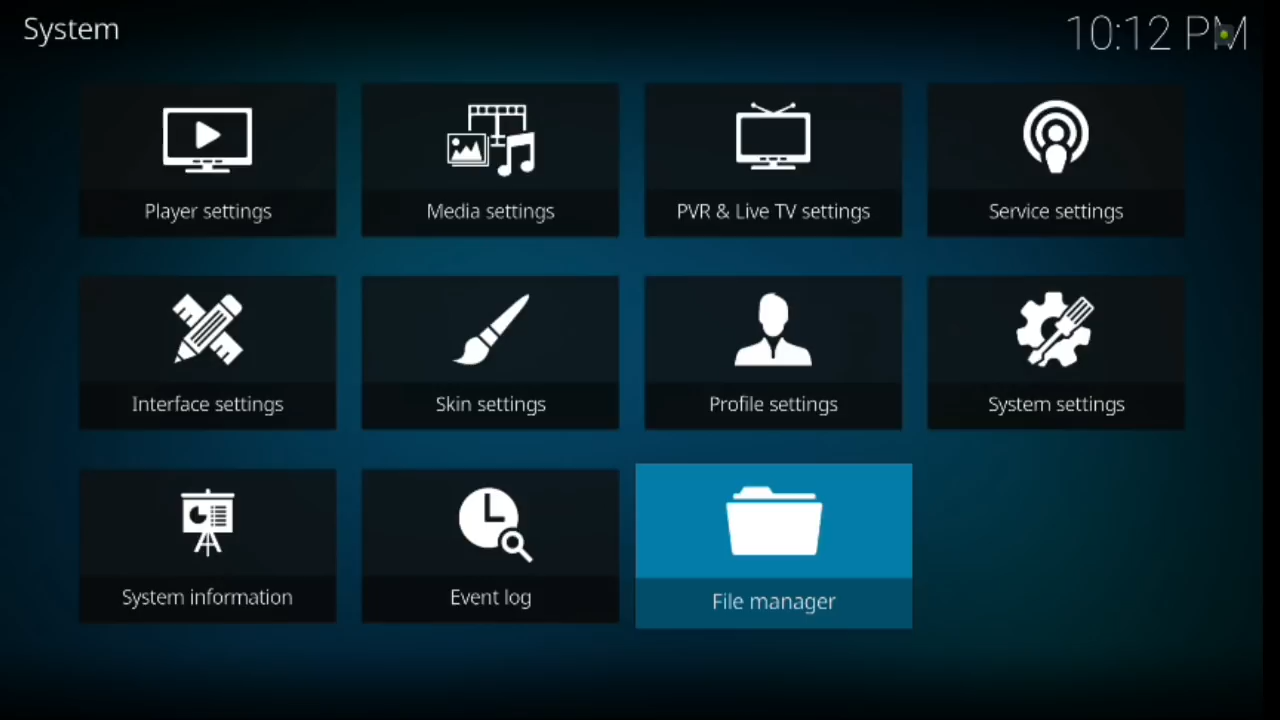 System
10:12 PM
Player settings
Media settings
PVR & Live TV settings
Service settings
Interface settings
Skin settings
Profile settings
System settings
System information
Event log
File manager